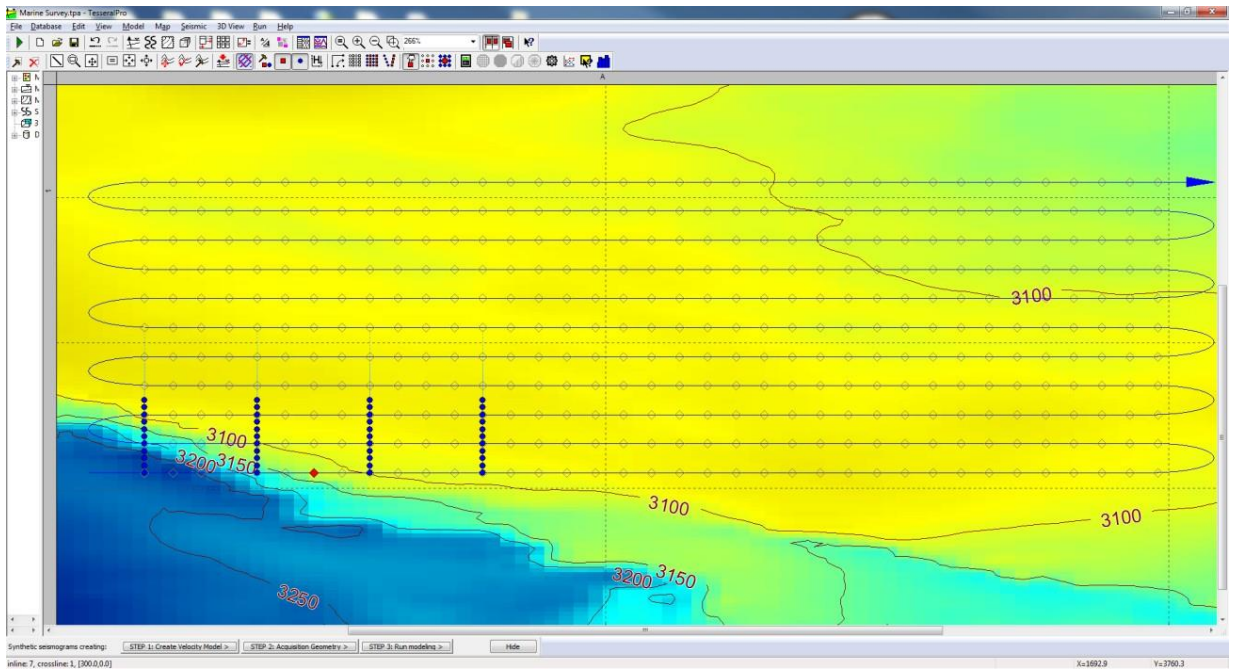 Marine Survey.tpa - TesseralPro
File Database Edit View Model Map Seismic 3D View Run Help
266%
A
N
N
N
S
3
D
3100
3100
3200
3150
3100
3100
3200
3150
3250
Synthetic seismograms creating: STEP 1: Create Velocity Model > STEP 2: Acquisition Geometry > STEP 3: Run modeling > Hide
inline: 7, crossline: 1, [300.0,0.0] X=1692.9 Y=3760.3